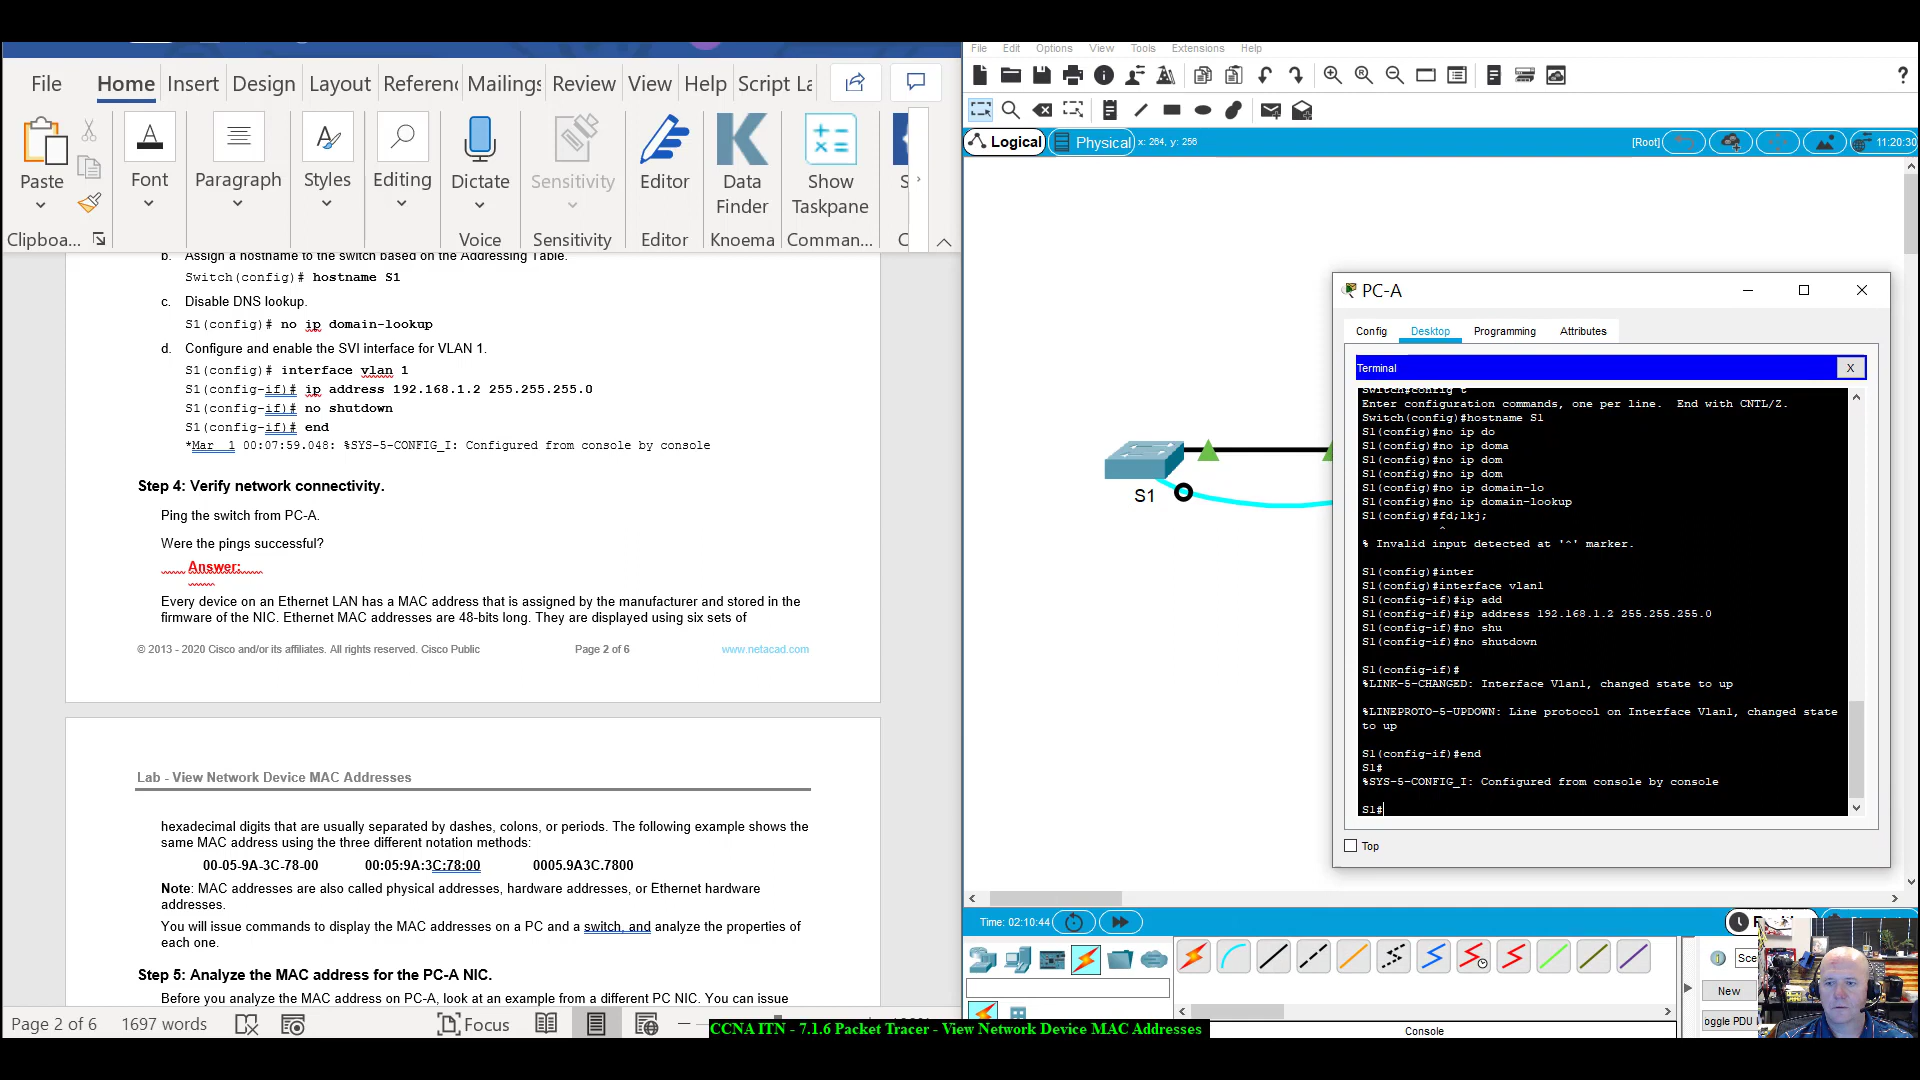 File
Home
Insert
Design
Layout
Referenc
Mailings
Review
View
Help
Script La
Paste
Font
Paragraph
Styles
Editing
Dictate
Sensitivity
Editor
Data
Finder
Show
Taskpane
Clipboa...
Voice
Sensitivity
Editor
Knoema
Comman...
b. Assign a hostname to the switch based on the Addressing Table.
Switch(config)# hostname S1
c. Disable DNS lookup.
S1(config)# no ip domain-lookup
d. Configure and enable the SVI interface for VLAN 1.
S1(config)# interface vlan 1
S1(config-if)# ip address 192.168.1.2 255.255.255.0
S1(config-if)# no shutdown
S1(config-if)# end
*Mar 1 00:07:59.048: %SYS-5-CONFIG_I: Configured from console by console
Step 4: Verify network connectivity.
Ping the switch from PC-A.
Were the pings successful?
Answer:
Every device on an Ethernet LAN has a MAC address that is assigned by the manufacturer and stored in the
firmware of the NIC. Ethernet MAC addresses are 48-bits long. They are displayed using six sets of
© 2013 - 2020 Cisco and/or its affiliates. All rights reserved. Cisco Public Page 2 of 6 www.netacad.com
Lab - View Network Device MAC Addresses
hexadecimal digits that are usually separated by dashes, colons, or periods. The following example shows the
same MAC address using the three different notation methods:
00-05-9A-3C-78-00 00:05:9A:3C:78:00 0005.9A3C.7800
Note: MAC addresses are also called physical addresses, hardware addresses, or Ethernet hardware
addresses.
You will issue commands to display the MAC addresses on a PC and a switch, and analyze the properties of
each one.
Step 5: Analyze the MAC address for the PC-A NIC.
Before you analyze the MAC address on PC-A, look at an example from a different PC NIC. You can issue
Page 2 of 6 1697 words Focus
File Edit Options View Tools Extensions Help
Logical Physical x: 264, y: 256 [Root] 11:20:30
S1
PC-A
Config Desktop Programming Attributes
Terminal X
Switch#config t
Enter configuration commands, one per line. End with CNTL/Z.
Switch(config)#hostname S1
S1(config)#no ip do
S1(config)#no ip doma
S1(config)#no ip dom
S1(config)#no ip dom
S1(config)#no ip domain-lo
S1(config)#no ip domain-lookup
S1(config)#fd;lkj;
^
% Invalid input detected at '^' marker.
S1(config)#inter
S1(config)#interface vlan1
S1(config-if)#ip add
S1(config-if)#ip address 192.168.1.2 255.255.255.0
S1(config-if)#no shu
S1(config-if)#no shutdown
S1(config-if)#
%LINK-5-CHANGED: Interface Vlan1, changed state to up
%LINEPROTO-5-UPDOWN: Line protocol on Interface Vlan1, changed state
to up
S1(config-if)#end
S1#
%SYS-5-CONFIG_I: Configured from console by console
S1#
Top
Time: 02:10:44
Sce
New
oggle PDU
Console
CCNA ITN - 7.1.6 Packet Tracer - View Network Device MAC Addresses